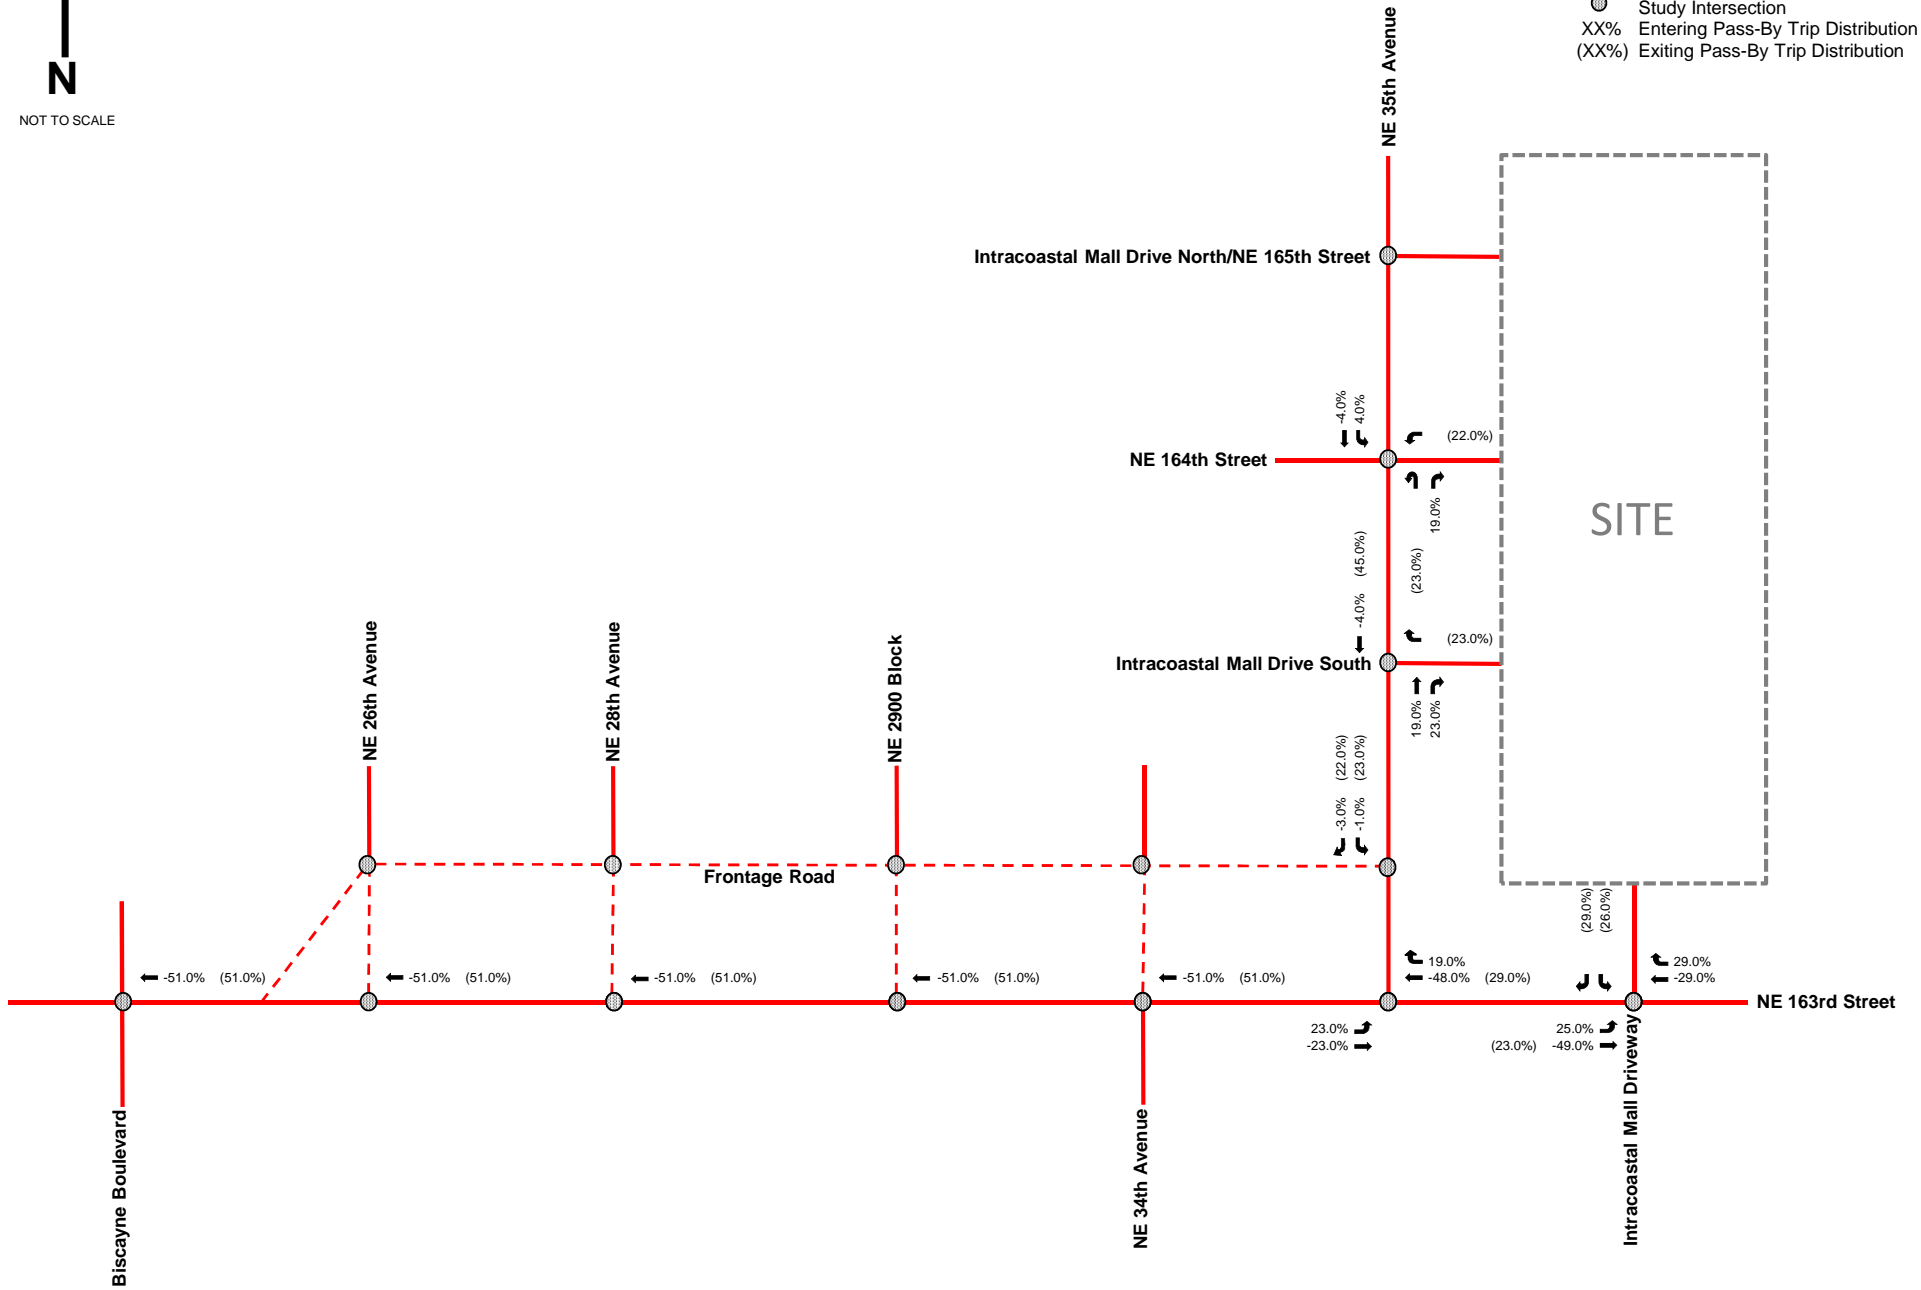 Study Intersection
XX% Entering Pass-By Trip Distribution
(XX%) Exiting Pass-By Trip Distribution
N
NOT TO SCALE
NE 35th Avenue
Intracoastal Mall Drive North/NE 165th Street
-4.0%
4.0%
(22.0%)
NE 164th Street
19.0%
SITE
(45.0%)
(23.0%)
-4.0%
(23.0%)
Intracoastal Mall Drive South
19.0%
23.0%
NE 26th Avenue
NE 28th Avenue
NE 2900 Block
-3.0% (22.0%)
-1.0% (23.0%)
Frontage Road
(29.0%)
(26.0%)
-51.0% (51.0%)
-51.0% (51.0%)
-51.0% (51.0%)
-51.0% (51.0%)
-51.0% (51.0%)
19.0%
-48.0% (29.0%)
29.0%
-29.0%
NE 163rd Street
23.0%
-23.0%
25.0%
(23.0%) -49.0%
Biscayne Boulevard
NE 34th Avenue
Intracoastal Mall Driveway